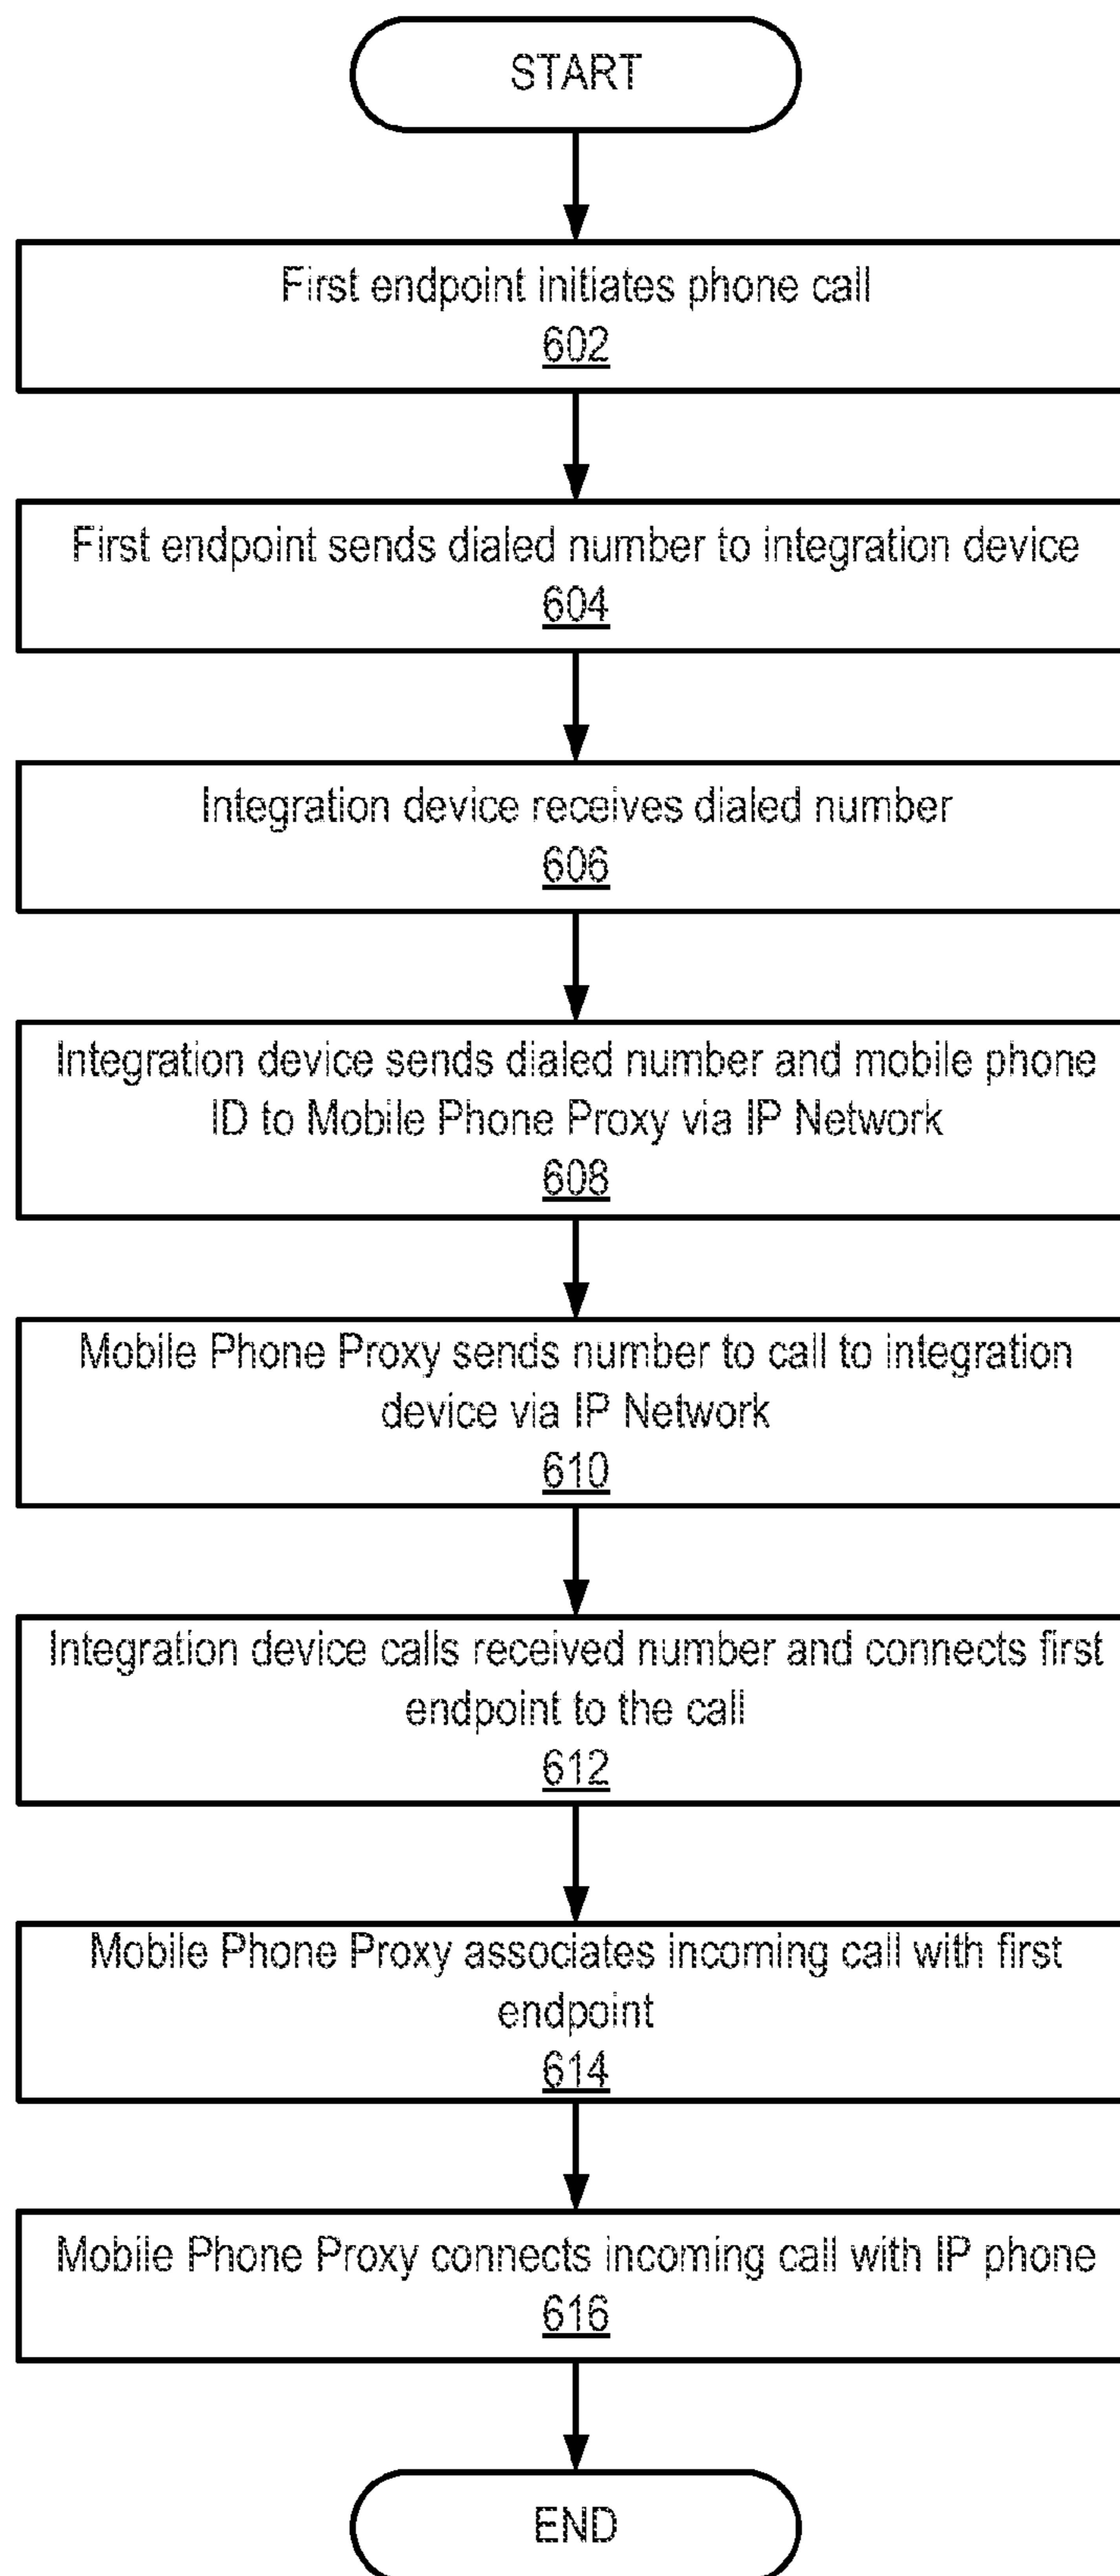 START
First endpoint initiates phone call
602
First endpoint sends dialed number to integration device
604
Integration device receives dialed number
606
Integration device sends dialed number and mobile phone
ID to Mobile Phone Proxy via IP Network
608
Mobile Phone Proxy sends number to call to integration
device via IP Network
610
Integration device calls received number and connects first
endpoint to the call
612
Mobile Phone Proxy associates incoming call with first
endpoint
614
Mobile Phone Proxy connects incoming call with IP phone
616
END